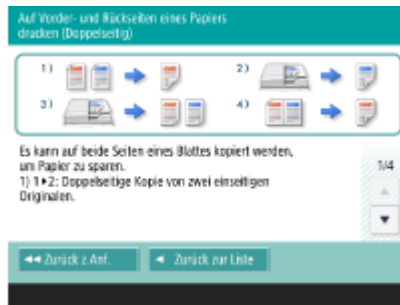 Auf Vorder- und Rückseiten eines Papiers
drucken (Doppelseitig)
1)
2)
3)
4)
Es kann auf beide Seiten eines Blattes kopiert werden,
um Papier zu sparen.
1) 1▸2: Doppelseitige Kopie von zwei einseitigen
Originalen.
1/4
◄◄ Zurück z.Anf.
◄ Zurück zur Liste